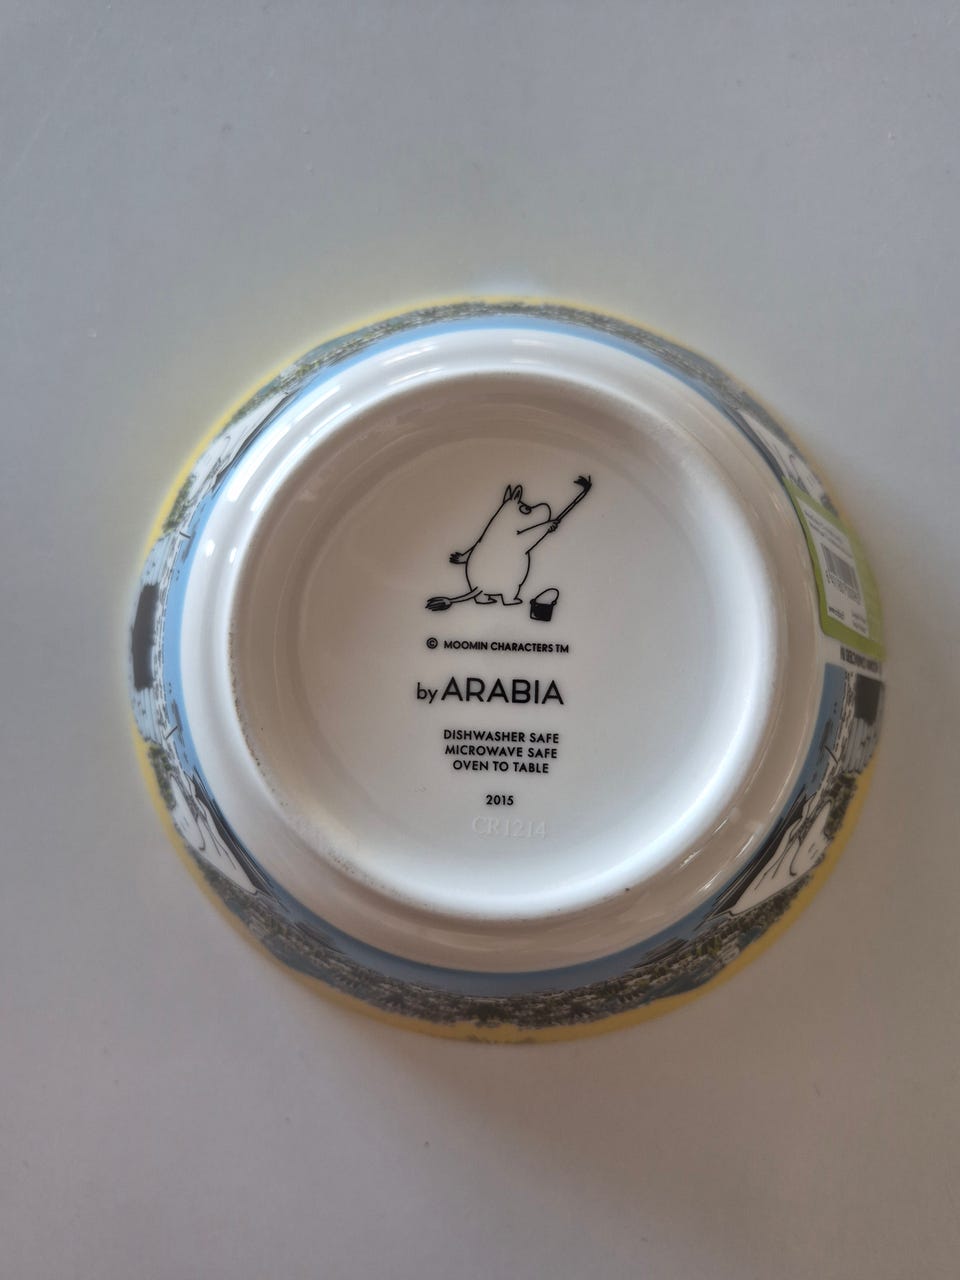 © MOOMIN CHARACTERS TM
by ARABIA
DISHWASHER SAFE
MICROWAVE SAFE
OVEN TO TABLE
2015
CR1214